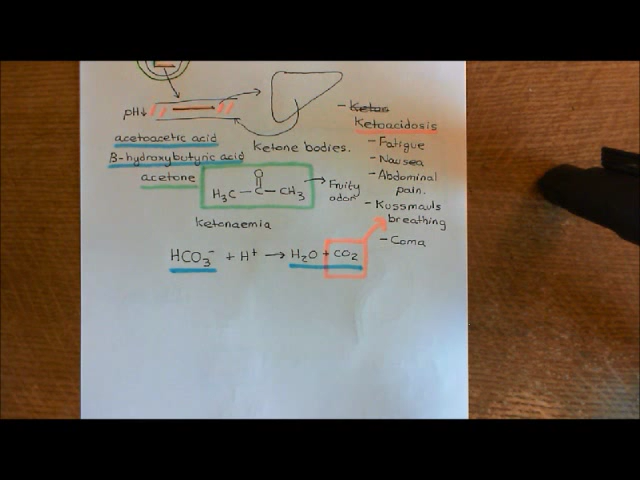 pH↓
acetoacetic acid
β-hydroxybutyric acid
acetone
ketone bodies.
O
H₃C — C — CH₃
Fruity
odor
ketonaemia
HCO₃⁻ + H⁺ → H₂O + CO₂
- Ketos
Ketoacidosis
- Fatigue
- Nausea
- Abdominal
pain.
- Kussmauls
breathing
- Coma